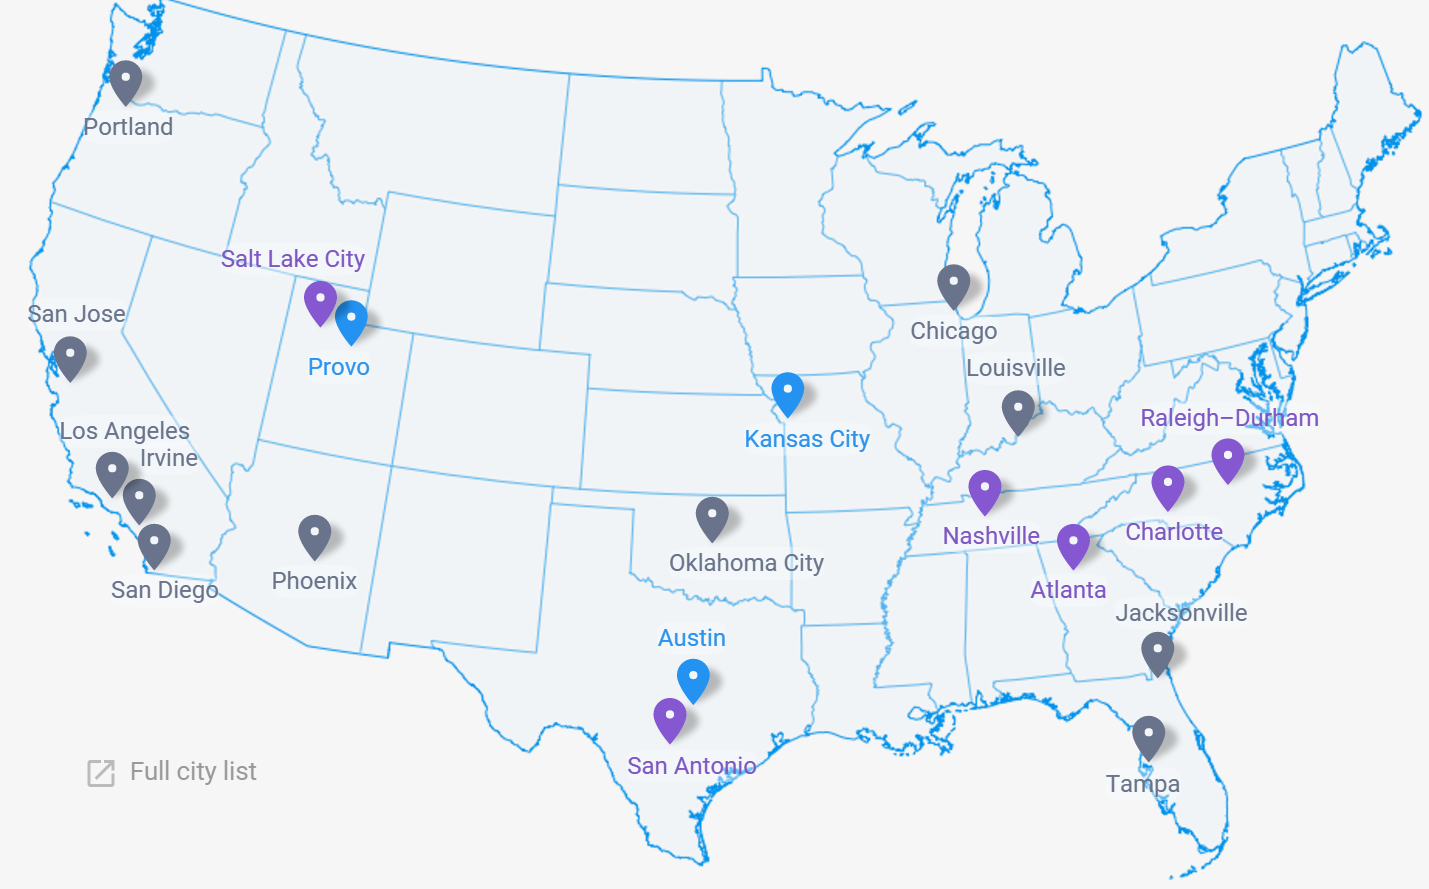 Portland
Salt Lake City
San Jose
Provo
Chicago
Louisville
Raleigh–Durham
Los Angeles
Irvine
Kansas City
Nashville
Charlotte
Oklahoma City
Phoenix
San Diego
Atlanta
Jacksonville
Austin
San Antonio
Full city list
Tampa